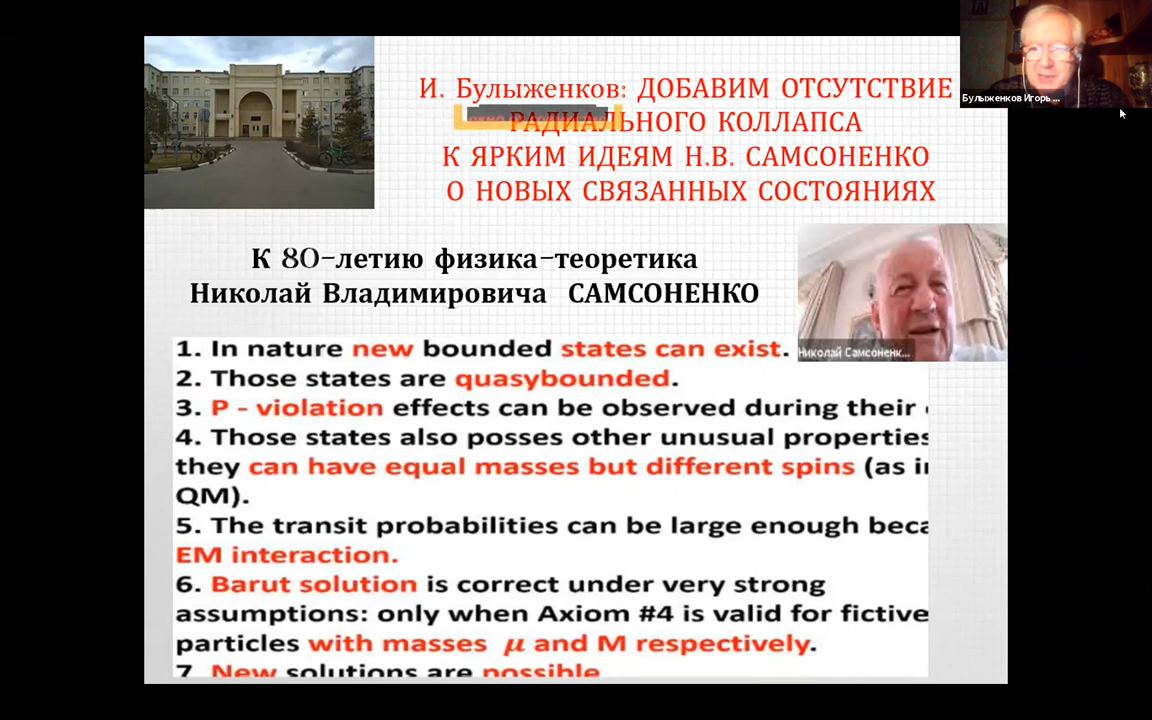 И. Булыженков: ДОБАВИМ ОТСУТСТВИЕ
РАДИАЛЬНОГО КОЛЛАПСА
К ЯРКИМ ИДЕЯМ Н.В. САМСОНЕНКО
О НОВЫХ СВЯЗАННЫХ СОСТОЯНИЯХ
Булыженков Игорь ...
К 80-летию физика-теоретика
Николай Владимировича САМСОНЕНКО
Николай Самсоненк...
1. In nature new bounded states can exist.
2. Those states are quasybounded.
3. P - violation effects can be observed during their
4. Those states also posses other unusual properties
they can have equal masses but different spins (as
QM).
5. The transit probabilities can be large enough
EM interaction.
6. Barut solution is correct under very strong
assumptions: only when Axiom #4 is valid for fictive
particles with masses μ and M respectively.
7. New solutions are possible